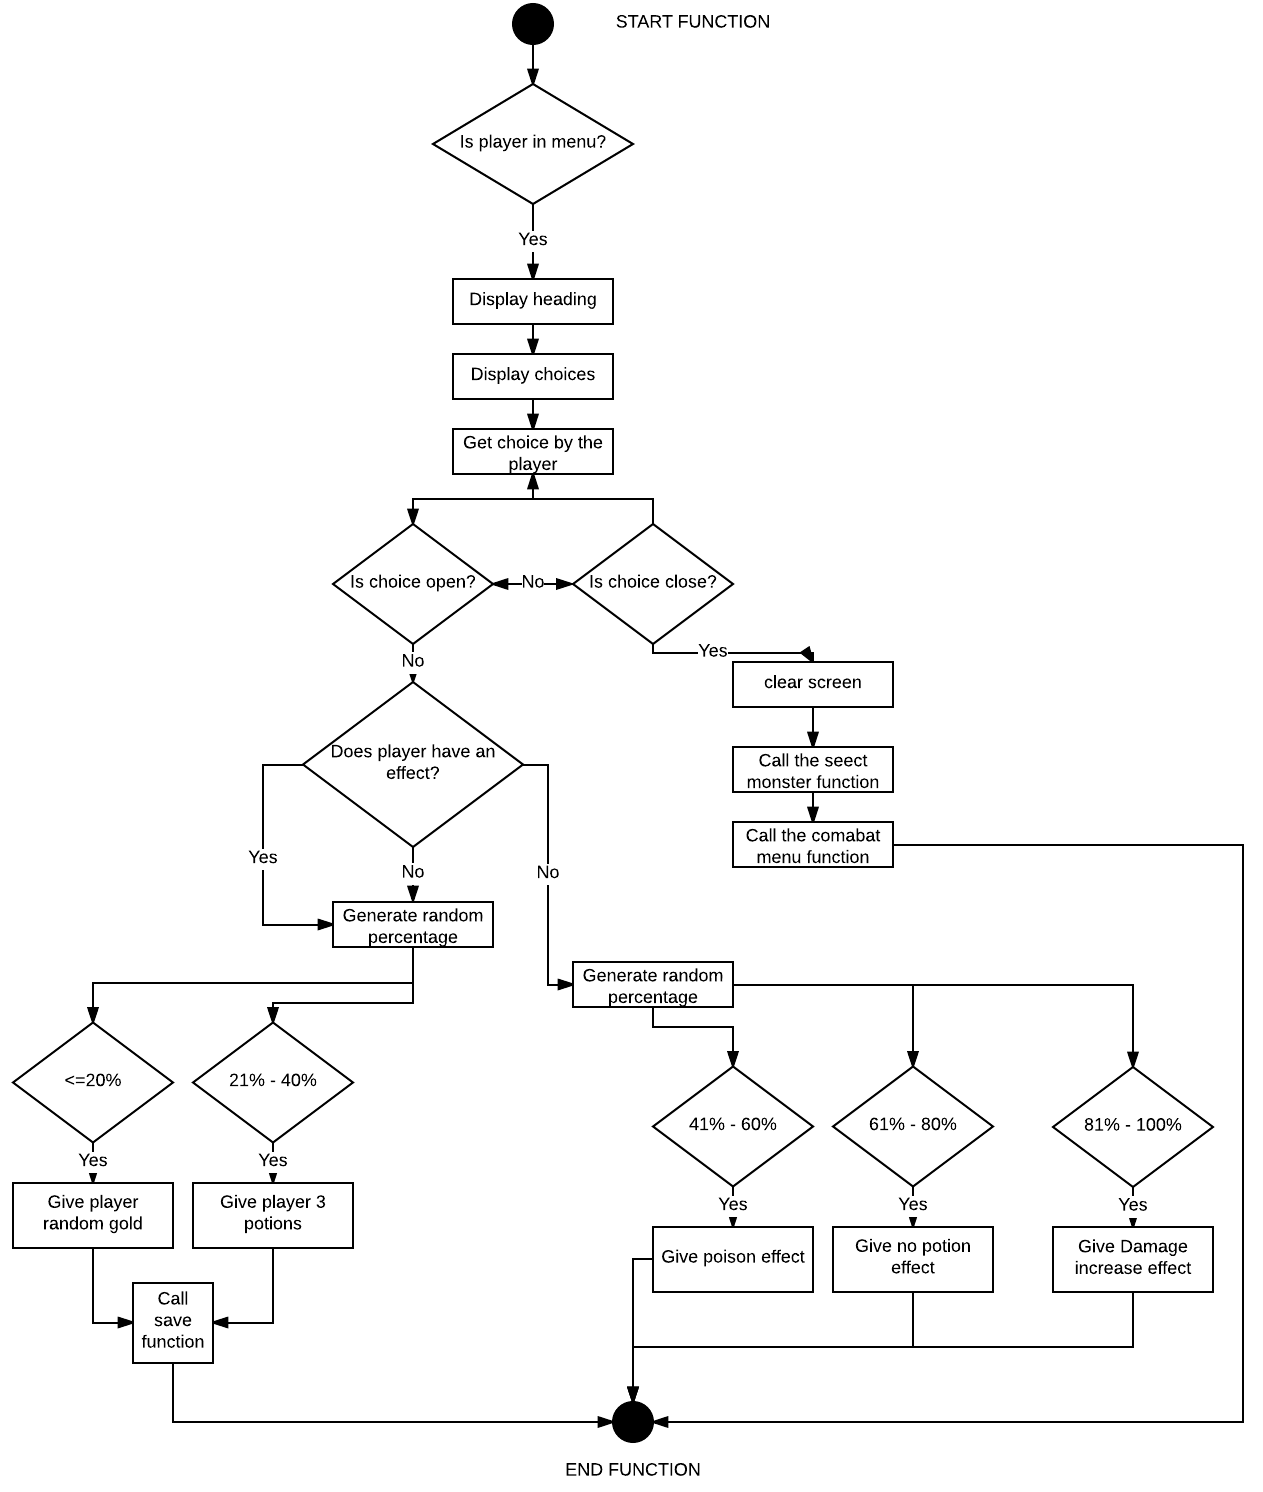 START FUNCTION
Is player in menu?
Yes
Display heading
Display choices
Get choice by the
player
Is choice open?
No
Is choice close?
No
Yes
clear screen
Does player have an
effect?
Call the seect
monster function
Call the comabat
menu function
Yes
No
No
Generate random
percentage
Generate random
percentage
<=20%
21% - 40%
41% - 60%
61% - 80%
81% - 100%
Yes
Yes
Yes
Yes
Yes
Give player
random gold
Give player 3
potions
Give poison effect
Give no potion
effect
Give Damage
increase effect
Call
save
function
END FUNCTION